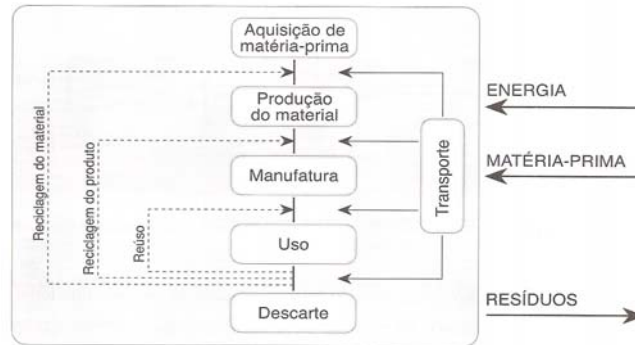 Aquisição de
matéria-prima
Produção
do material
Manufatura
Uso
Descarte
Transporte
Reciclagem do material
Reciclagem do produto
Reúso
ENERGIA
MATÉRIA-PRIMA
RESÍDUOS